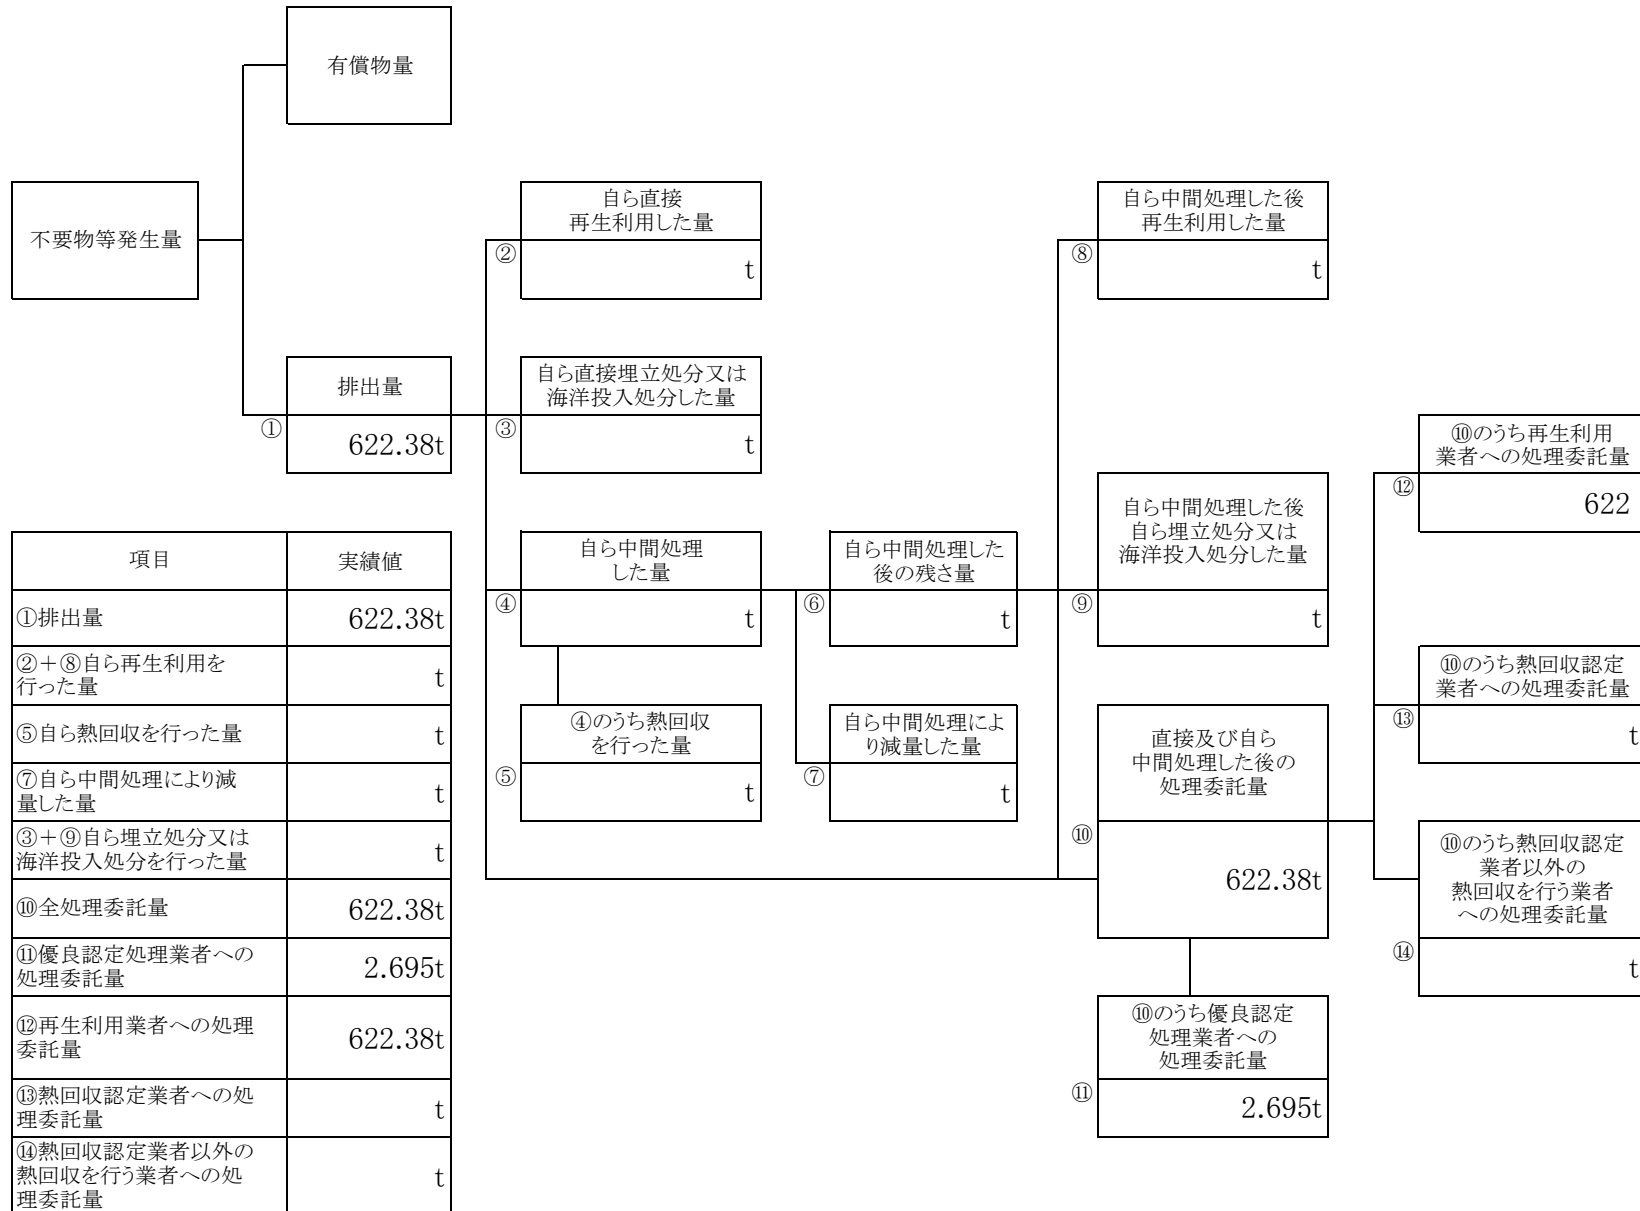 有償物量
不要物等発生量
自ら直接
再生利用した量
②
t
自ら中間処理した後
再生利用した量
⑧
t
排出量
①
622.38t
自ら直接埋立処分又は
海洋投入処分した量
③
t
⑩のうち再生利用
業者への処理委託量
⑫
622
自ら中間処理
した量
④
t
自ら中間処理した
後の残さ量
⑥
t
自ら中間処理した後
自ら埋立処分又は
海洋投入処分した量
⑨
t
⑩のうち熱回収認定
業者への処理委託量
⑬
t
④のうち熱回収
を行った量
⑤
t
自ら中間処理によ
り減量した量
⑦
t
直接及び自ら
中間処理した後の
処理委託量
⑩
622.38t
⑩のうち熱回収認定
業者以外の
熱回収を行う業者
への処理委託量
⑭
t
⑩のうち優良認定
処理業者への
処理委託量
⑪
2.695t
項目
実績値
①排出量
622.38t
②+⑧自ら再生利用を
行った量
t
⑤自ら熱回収を行った量
t
⑦自ら中間処理により減
量した量
t
③+⑨自ら埋立処分又は
海洋投入処分を行った量
t
⑩全処理委託量
622.38t
⑪優良認定処理業者への
処理委託量
2.695t
⑫再生利用業者への処理
委託量
622.38t
⑬熱回収認定業者への処
理委託量
t
⑭熱回収認定業者以外の
熱回収を行う業者への処
理委託量
t